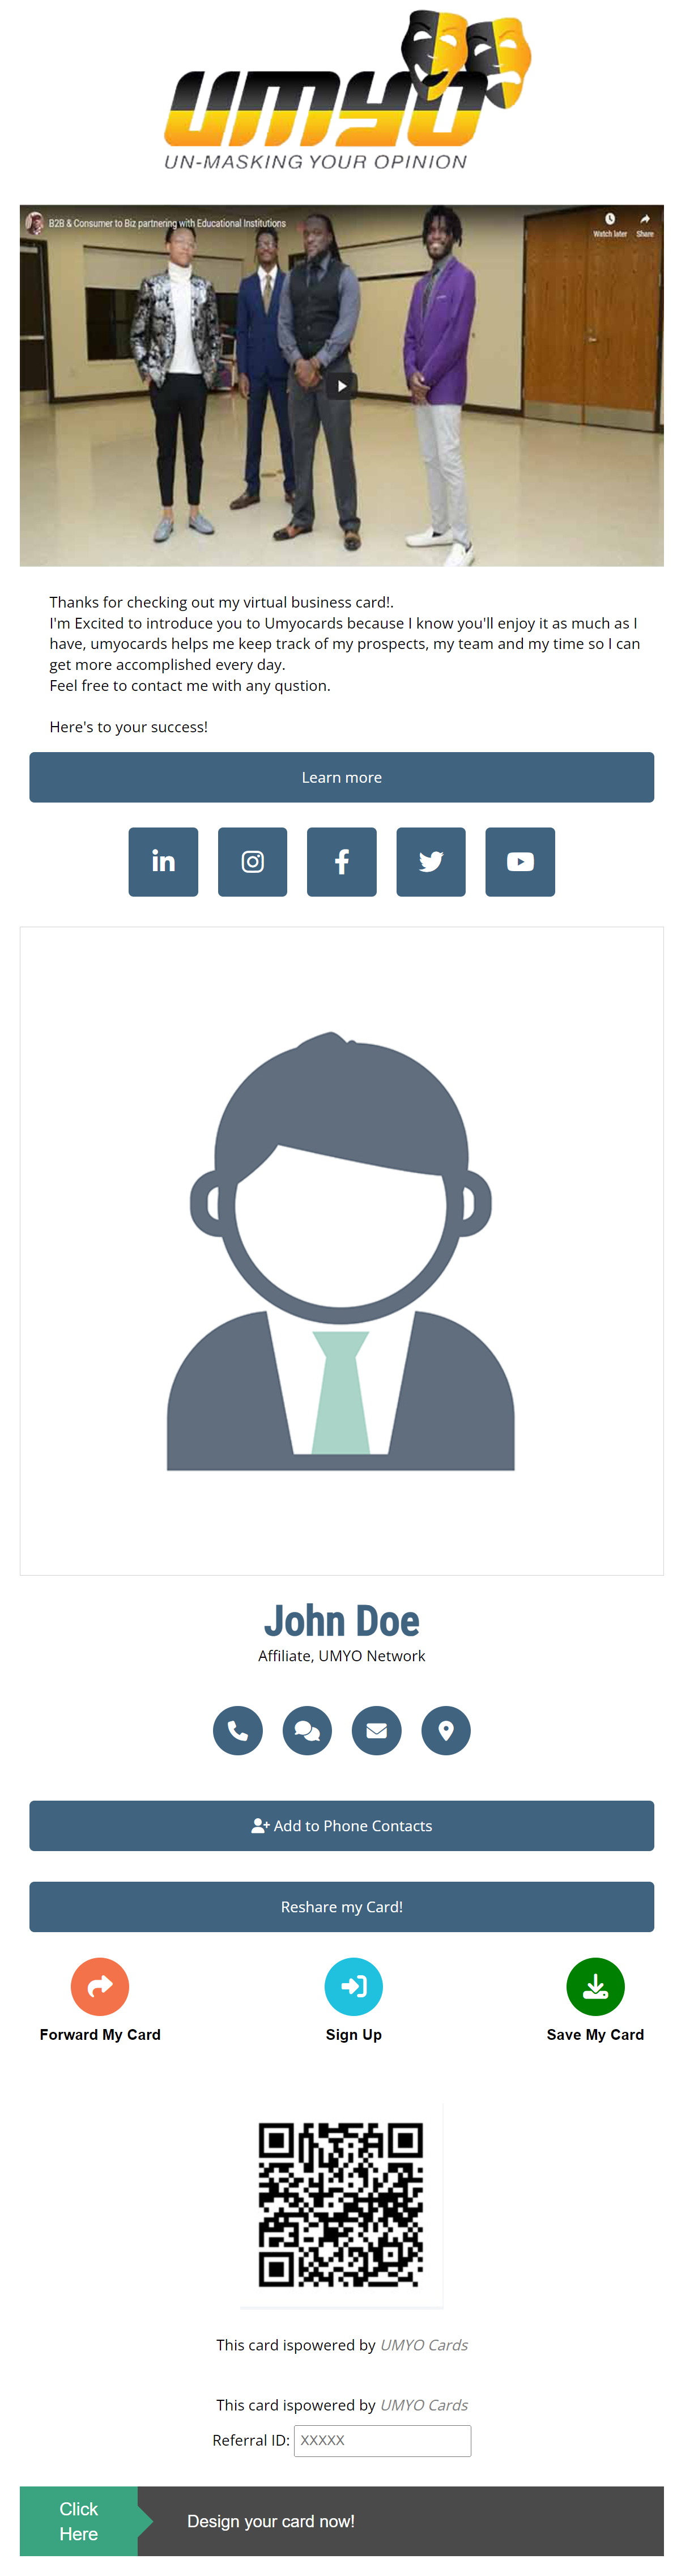 UMYO
UN-MASKING YOUR OPINION
B2B & Consumer to Biz partnering with Educational Institutions
Watch later
Share
Thanks for checking out my virtual business card!.
I'm Excited to introduce you to Umyocards because I know you'll enjoy it as much as I
have, umyocards helps me keep track of my prospects, my team and my time so I can
get more accomplished every day.
Feel free to contact me with any qustion.
Here's to your success!
Learn more
John Doe
Affiliate, UMYO Network
Add to Phone Contacts
Reshare my Card!
Forward My Card
Sign Up
Save My Card
This card ispowered by UMYO Cards
This card ispowered by UMYO Cards
Referral ID: XXXXX
Click
Here
Design your card now!